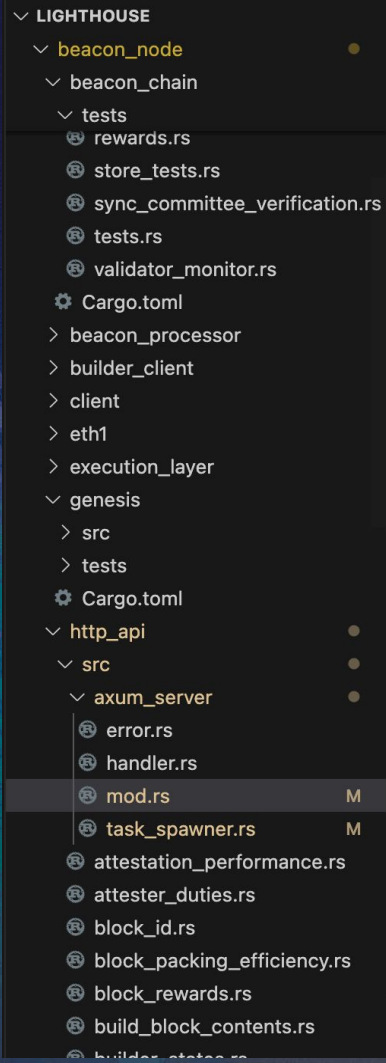 LIGHTHOUSE
beacon_node
beacon_chain
tests
rewards.rs
store_tests.rs
sync_committee_verification.rs
tests.rs
validator_monitor.rs
Cargo.toml
beacon_processor
builder_client
client
eth1
execution_layer
genesis
src
tests
Cargo.toml
http_api
src
axum_server
error.rs
handler.rs
mod.rs M
task_spawner.rs M
attestation_performance.rs
attester_duties.rs
block_id.rs
block_packing_efficiency.rs
block_rewards.rs
build_block_contents.rs
builder_states.rs